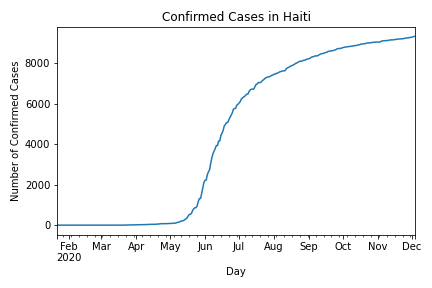 Confirmed Cases in Haiti
Number of Confirmed Cases
8000
6000
4000
2000
0
Feb Mar Apr May Jun Jul Aug Sep Oct Nov Dec
2020
Day